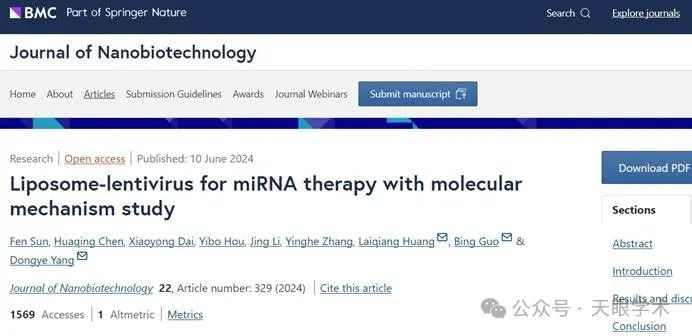 BMC Part of Springer Nature
Search Explore journals
Journal of Nanobiotechnology
Home About Articles Submission Guidelines Awards Journal Webinars Submit manuscript
Research Open access Published: 10 June 2024
Download PDF
Liposome-lentivirus for miRNA therapy with molecular
mechanism study
Sections
Fen Sun, Huaqing Chen, Xiaoyong Dai, Yibo Hou, Jing Li, Yinghe Zhang, Laiqiang Huang, Bing Guo &
Dongye Yang
Abstract
Introduction
Journal of Nanobiotechnology 22, Article number: 329 (2024) Cite this article
Results and disc
1569 Accesses 1 Altmetric Metrics
公众号 · 天眼学术
Conclusion